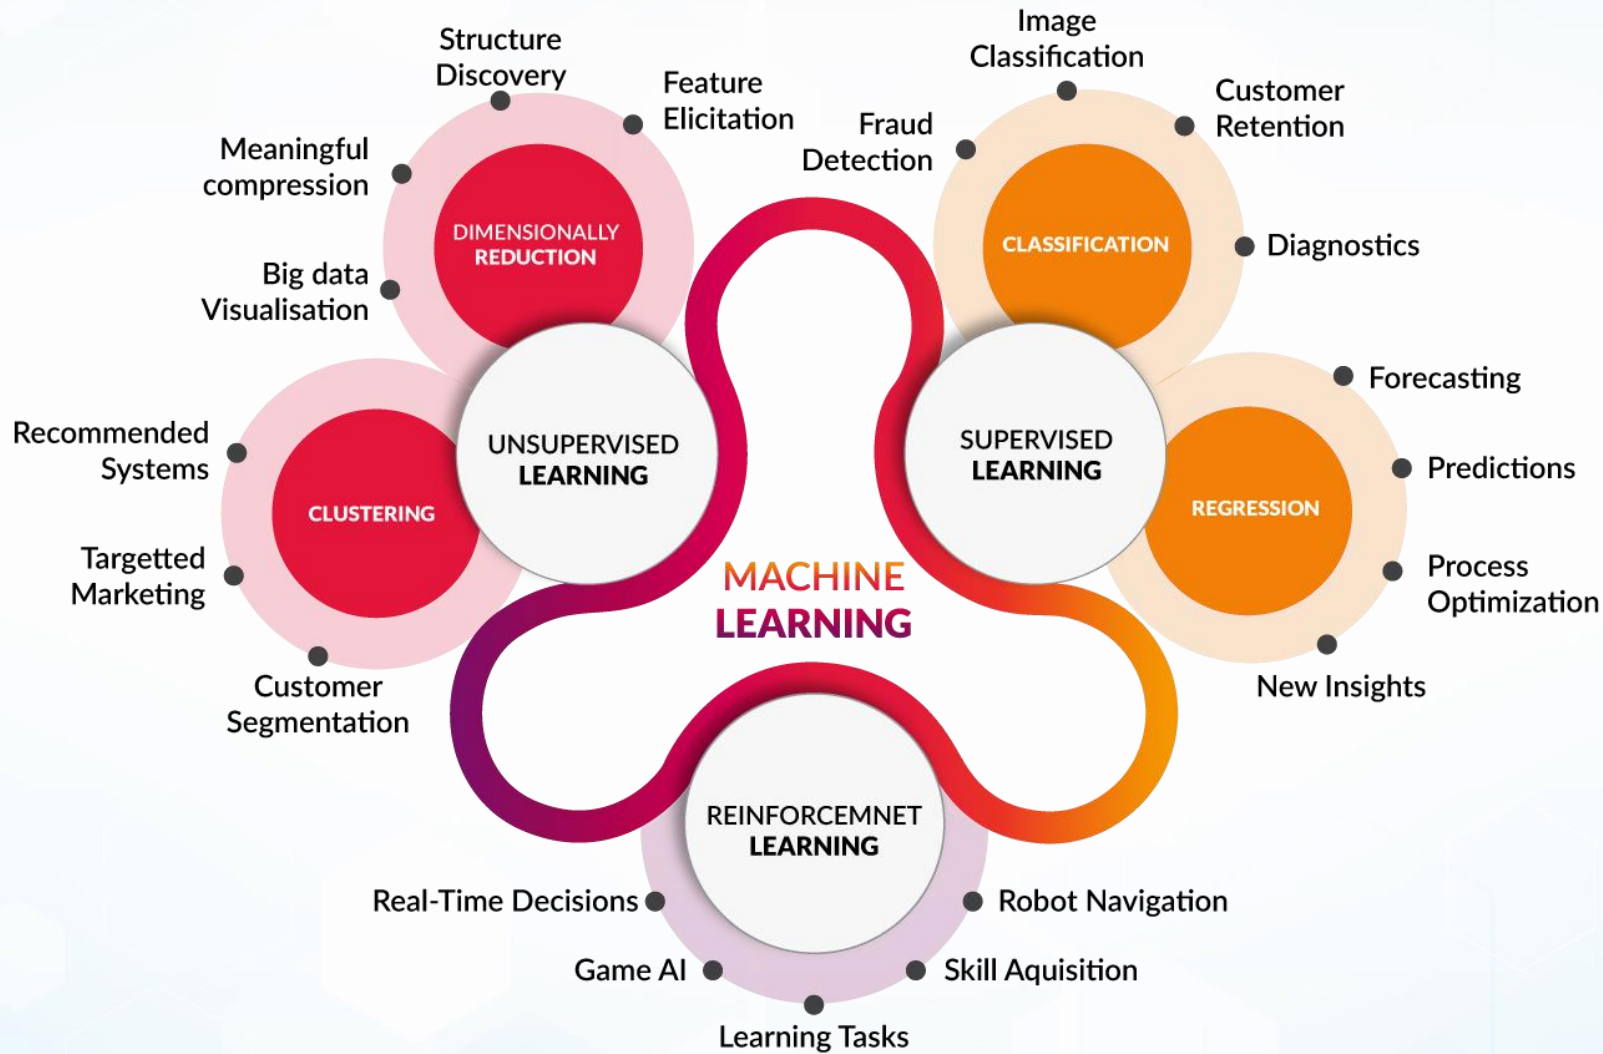 Structure
Discovery
Feature
Elicitation
Meaningful
compression
Big data
Visualisation
DIMENSIONALLY
REDUCTION
Recommended
Systems
Targetted
Marketing
Customer
Segmentation
CLUSTERING
UNSUPERVISED
LEARNING
Image
Classification
Fraud
Detection
Customer
Retention
Diagnostics
CLASSIFICATION
SUPERVISED
LEARNING
Forecasting
Predictions
Process
Optimization
New Insights
REGRESSION
MACHINE
LEARNING
REINFORCEMNET
LEARNING
Real-Time Decisions
Game AI
Learning Tasks
Skill Aquisition
Robot Navigation